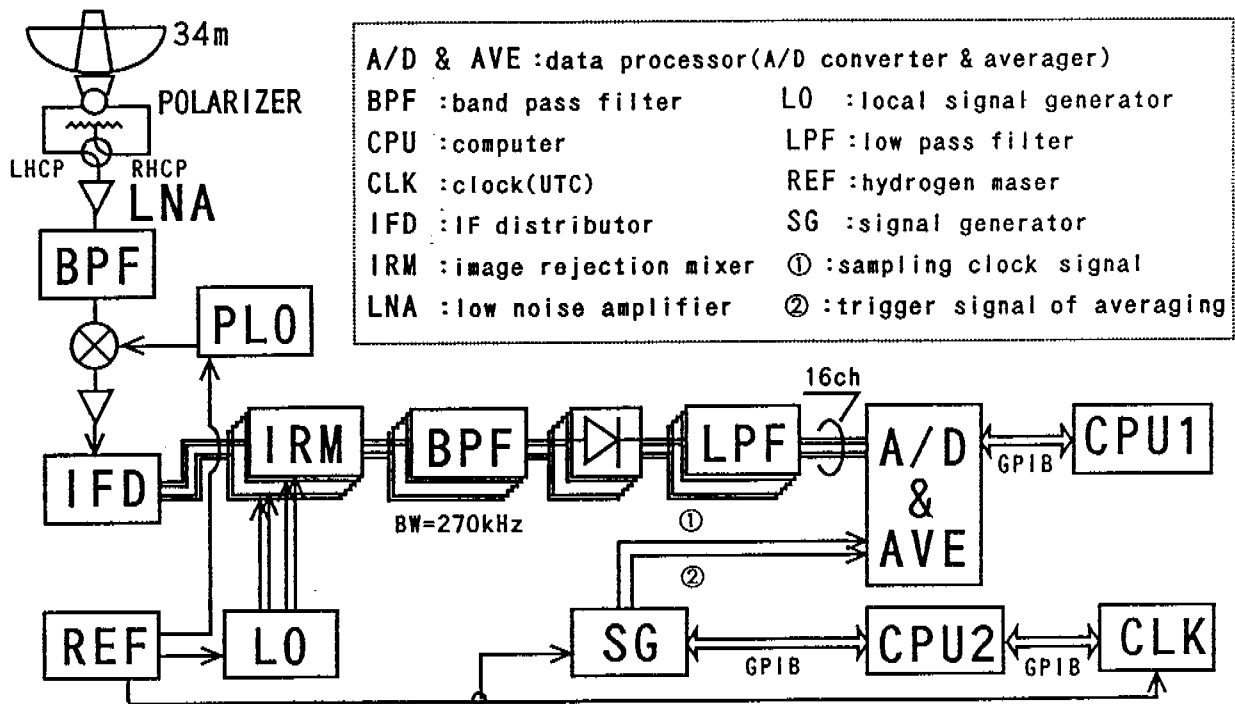 34m
POLARIZER
LHCP
RHCP
LNA
BPF
PLO
IFD
A/D & AVE :data processor(A/D converter & averager)
BPF :band pass filter
LO :local signal generator
CPU :computer
LPF :low pass filter
CLK :clock(UTC)
REF :hydrogen maser
IFD :IF distributor
SG :signal generator
IRM :image rejection mixer
① :sampling clock signal
LNA :low noise amplifier
② :trigger signal of averaging
16ch
IRM
BPF
LPF
A/D
&
AVE
GPIB
CPU1
BW=270kHz
①
②
REF
LO
SG
GPIB
CPU2
GPIB
CLK